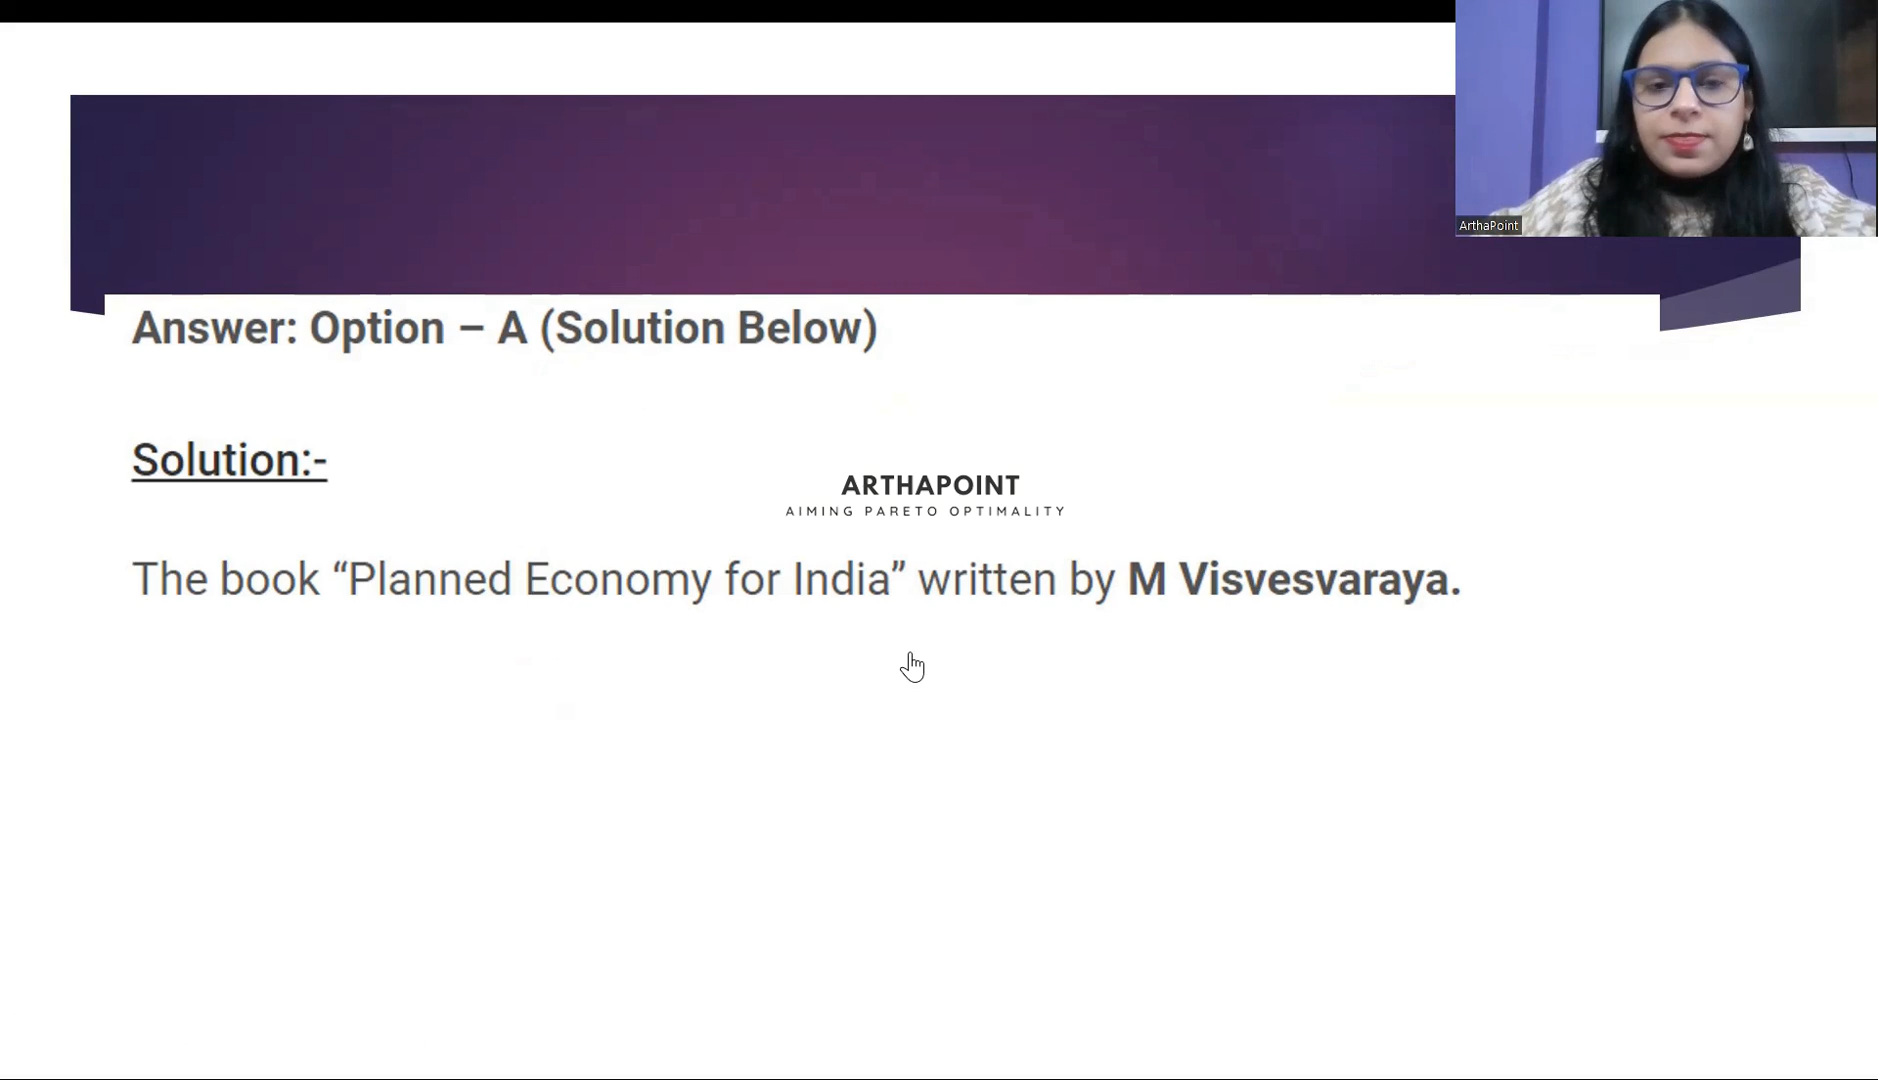 ArthaPoint
Answer: Option – A (Solution Below)
Solution:-
ARTHAPOINT
AIMING PARETO OPTIMALITY
The book “Planned Economy for India” written by M Visvesvaraya.